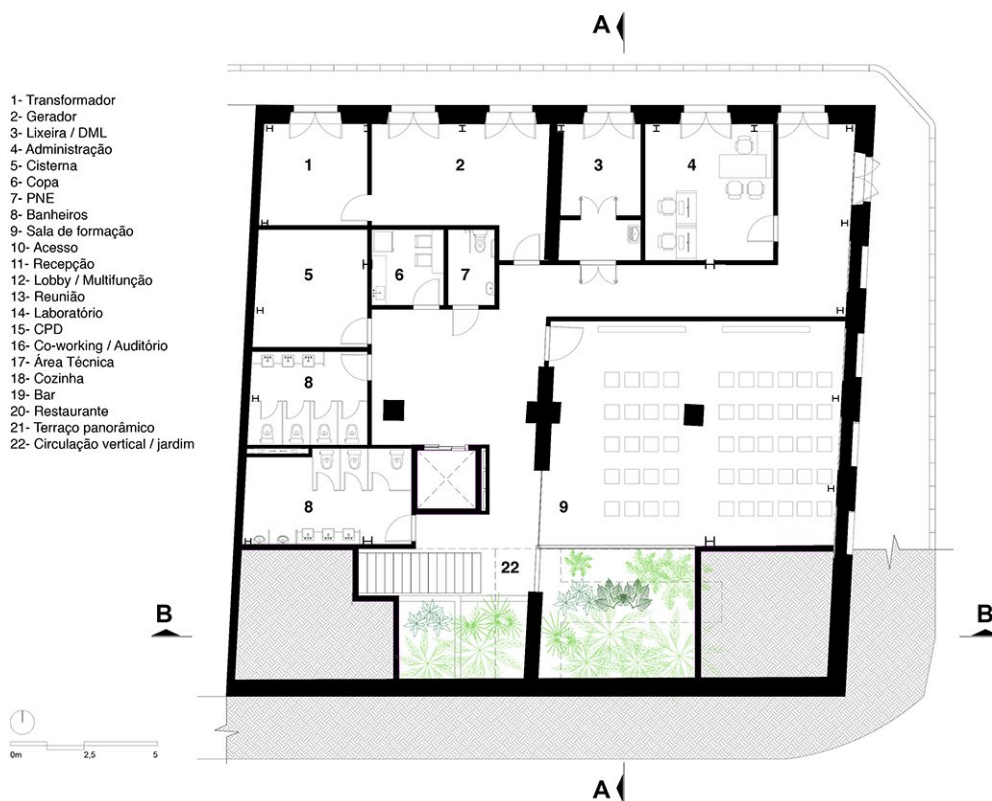 A
1- Transformador
2- Gerador
3- Lixeira / DML
4- Administração
5- Cisterna
6- Copa
7- PNE
8- Banheiros
9- Sala de formação
10- Acesso
11- Recepção
12- Lobby / Multifunção
13- Reunião
14- Laboratório
15- CPD
16- Co-working / Auditório
17- Área Técnica
18- Cozinha
19- Bar
20- Restaurante
21- Terraço panorâmico
22- Circulação vertical / jardim
1
2
3
4
5
6
7
8
8
9
22
B
B
0m 2,5 5
A